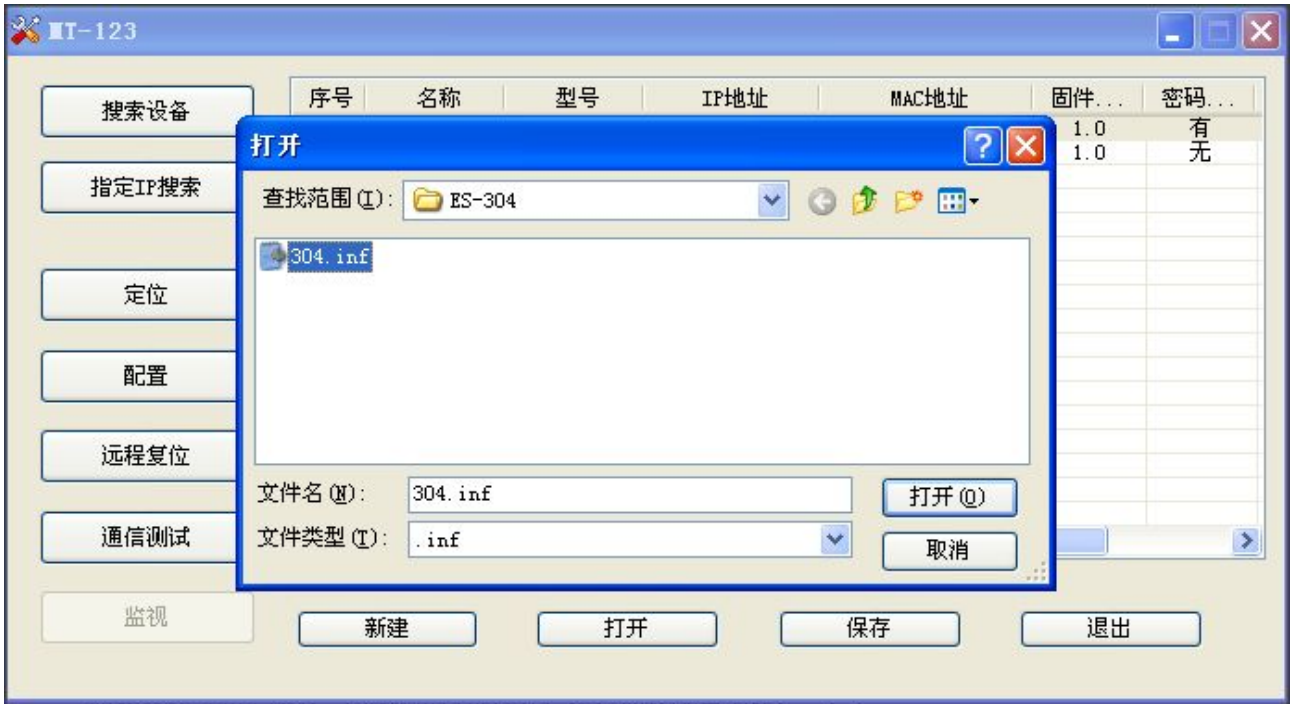 MT-123
搜索设备
序号 名称 型号 IP地址 MAC地址 固件... 密码...
1.0 有
1.0 无
打开
指定IP搜索
查找范围(I): ES-304
304.inf
定位
配置
远程复位
文件名(N): 304.inf 打开(O)
通信测试
文件类型(T): .inf 取消
监视
新建 打开 保存 退出